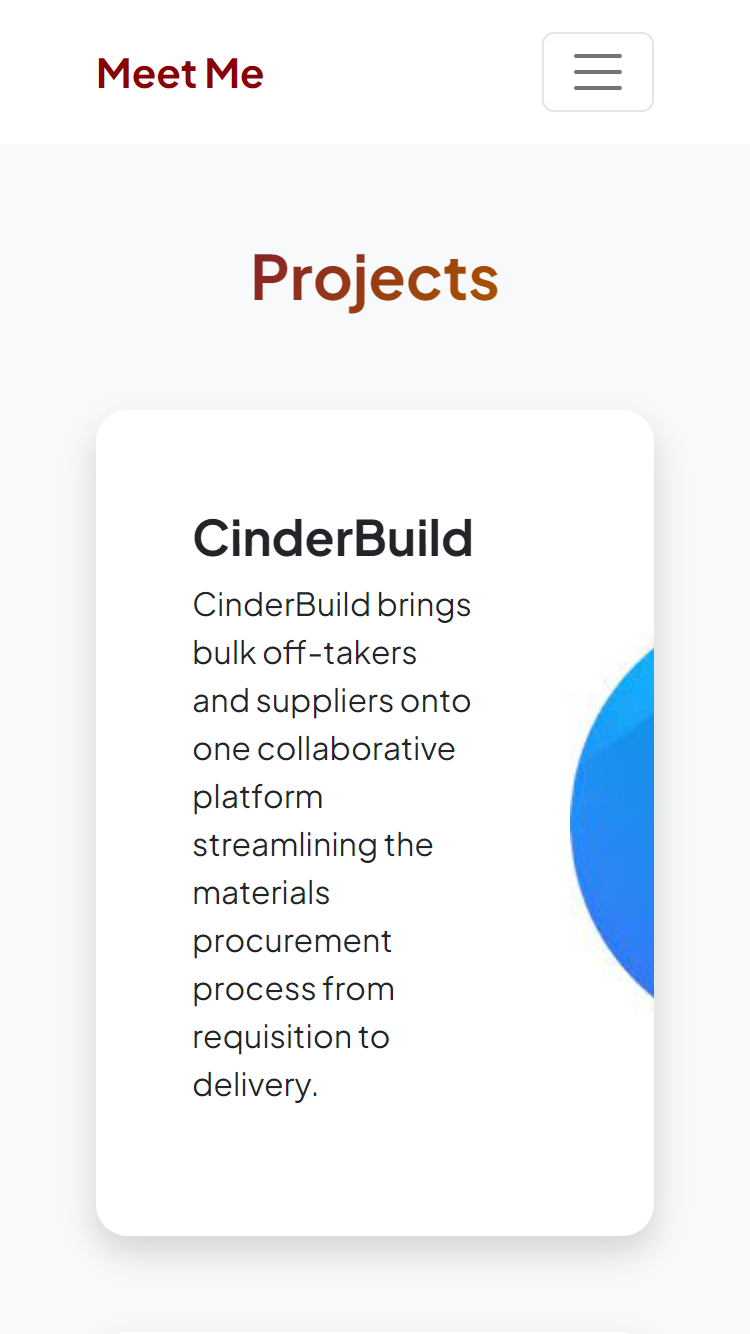 Meet Me
Projects
CinderBuild
CinderBuild brings
bulk off-takers
and suppliers onto
one collaborative
platform
streamlining the
materials
procurement
process from
requisition to
delivery.